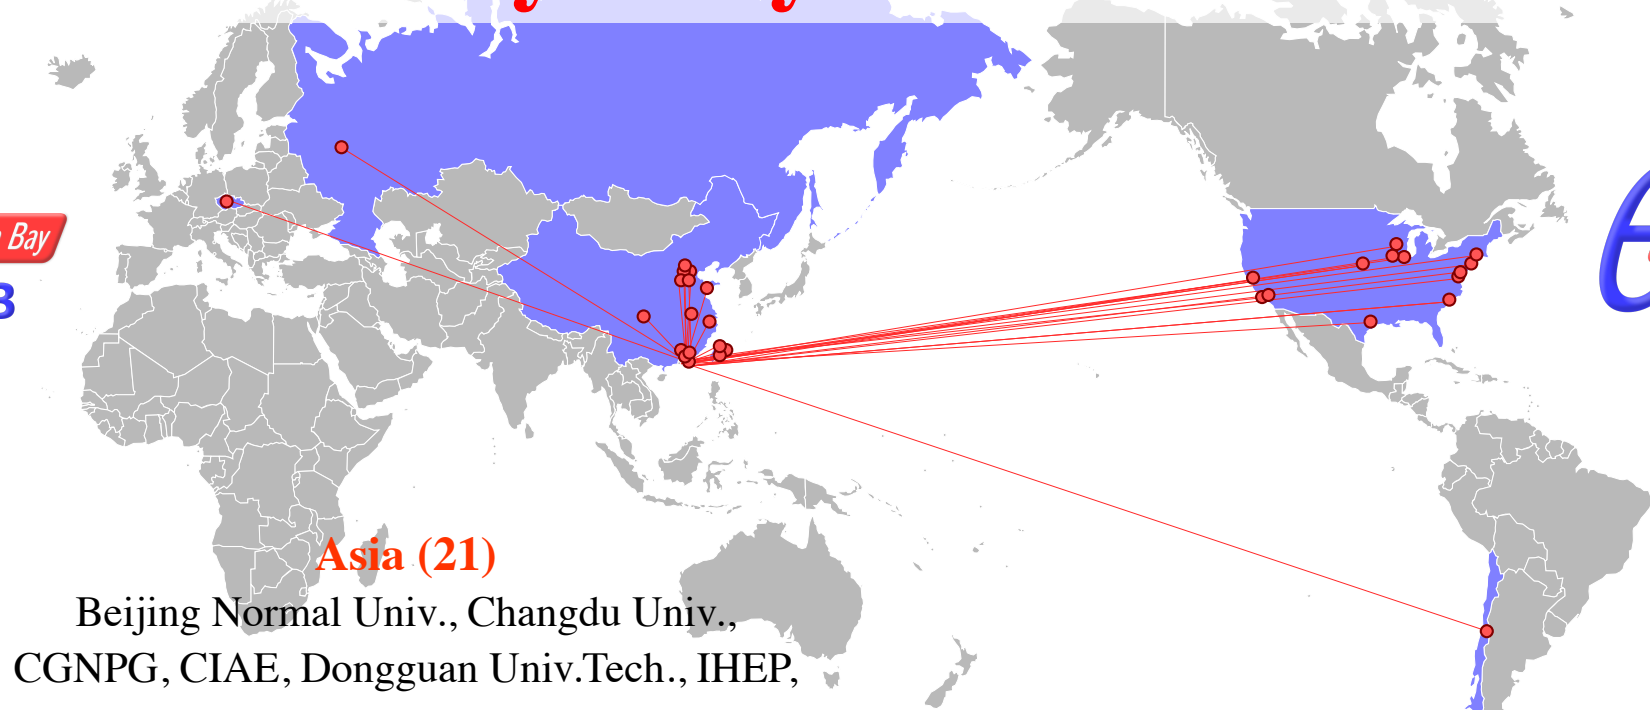 Bay
B
Asia (21)
Beijing Normal Univ., Changdu Univ.,
CGNPG, CIAE, Dongguan Univ.Tech., IHEP,